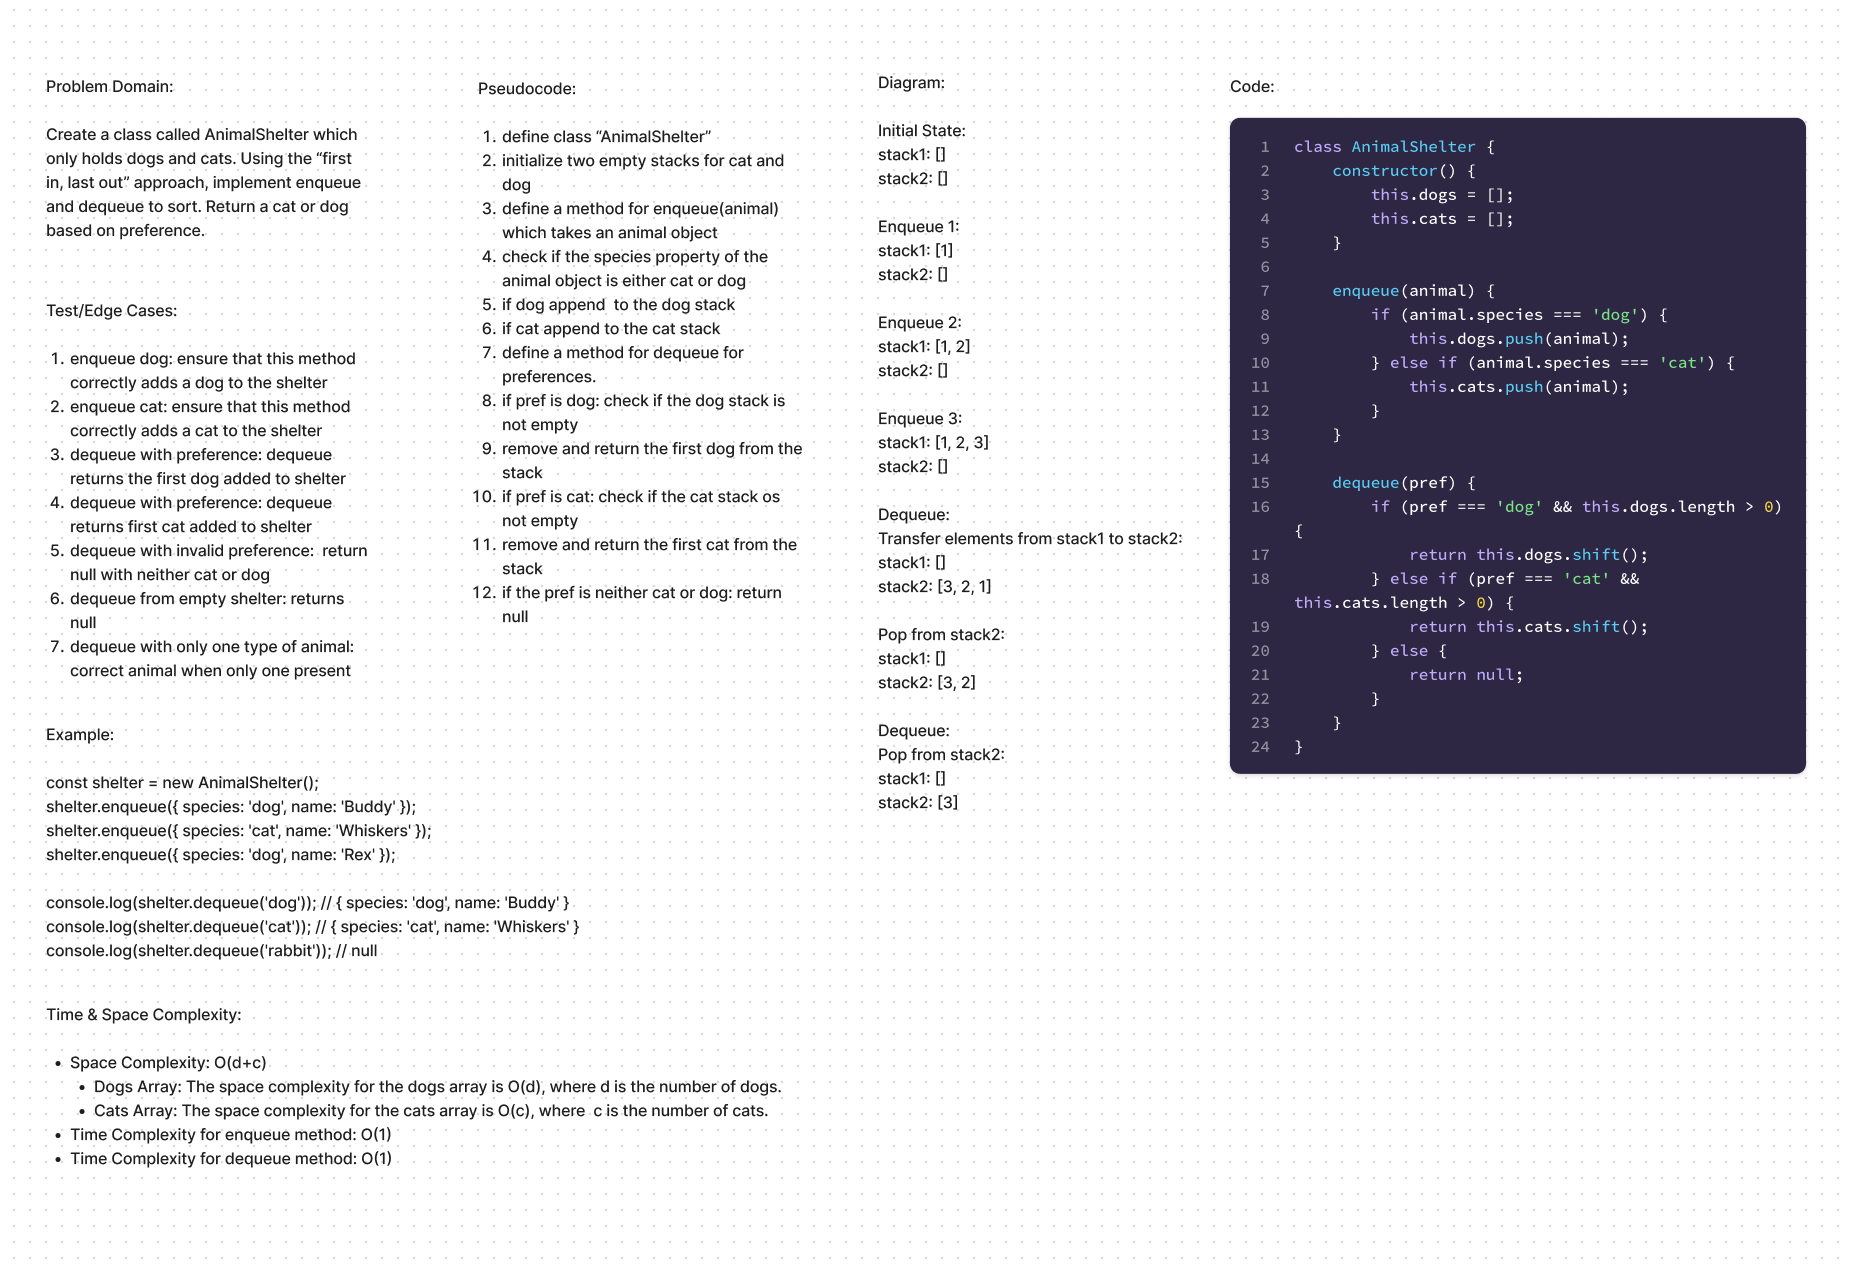 Problem Domain:
Create a class called AnimalShelter which
only holds dogs and cats. Using the “first
in, last out” approach, implement enqueue
and dequeue to sort. Return a cat or dog
based on preference.
Test/Edge Cases:
1. enqueue dog: ensure that this method
correctly adds a dog to the shelter
2. enqueue cat: ensure that this method
correctly adds a cat to the shelter
3. dequeue with preference: dequeue
returns the first dog added to shelter
4. dequeue with preference: dequeue
returns first cat added to shelter
5. dequeue with invalid preference:  return
null with neither cat or dog
6. dequeue from empty shelter: returns
null
7. dequeue with only one type of animal:
correct animal when only one present
Example:
const shelter = new AnimalShelter();
shelter.enqueue({ species: 'dog', name: 'Buddy' });
shelter.enqueue({ species: 'cat', name: 'Whiskers' });
shelter.enqueue({ species: 'dog', name: 'Rex' });
console.log(shelter.dequeue('dog')); // { species: 'dog', name: 'Buddy' }
console.log(shelter.dequeue('cat')); // { species: 'cat', name: 'Whiskers' }
console.log(shelter.dequeue('rabbit')); // null
Time & Space Complexity:
• Space Complexity: O(d+c)
• Dogs Array: The space complexity for the dogs array is O(d), where d is the number of dogs.
• Cats Array: The space complexity for the cats array is O(c), where  c is the number of cats.
• Time Complexity for enqueue method: O(1)
• Time Complexity for dequeue method: O(1)
Pseudocode:
1. define class “AnimalShelter”
2. initialize two empty stacks for cat and
dog
3. define a method for enqueue(animal)
which takes an animal object
4. check if the species property of the
animal object is either cat or dog
5. if dog append  to the dog stack
6. if cat append to the cat stack
7. define a method for dequeue for
preferences.
8. if pref is dog: check if the dog stack is
not empty
9. remove and return the first dog from the
stack
10. if pref is cat: check if the cat stack os
not empty
11. remove and return the first cat from the
stack
12. if the pref is neither cat or dog: return
null
Diagram:
Initial State:
stack1: []
stack2: []
Enqueue 1:
stack1: [1]
stack2: []
Enqueue 2:
stack1: [1, 2]
stack2: []
Enqueue 3:
stack1: [1, 2, 3]
stack2: []
Dequeue:
Transfer elements from stack1 to stack2:
stack1: []
stack2: [3, 2, 1]
Pop from stack2:
stack1: []
stack2: [3, 2]
Dequeue:
Pop from stack2:
stack1: []
stack2: [3]
Code:
1 class AnimalShelter {
2     constructor() {
3         this.dogs = [];
4         this.cats = [];
5     }
6
7     enqueue(animal) {
8         if (animal.species === 'dog') {
9             this.dogs.push(animal);
10         } else if (animal.species === 'cat') {
11             this.cats.push(animal);
12         }
13     }
14
15     dequeue(pref) {
16         if (pref === 'dog' && this.dogs.length > 0)
{
17             return this.dogs.shift();
18         } else if (pref === 'cat' &&
this.cats.length > 0) {
19             return this.cats.shift();
20         } else {
21             return null;
22         }
23     }
24 }